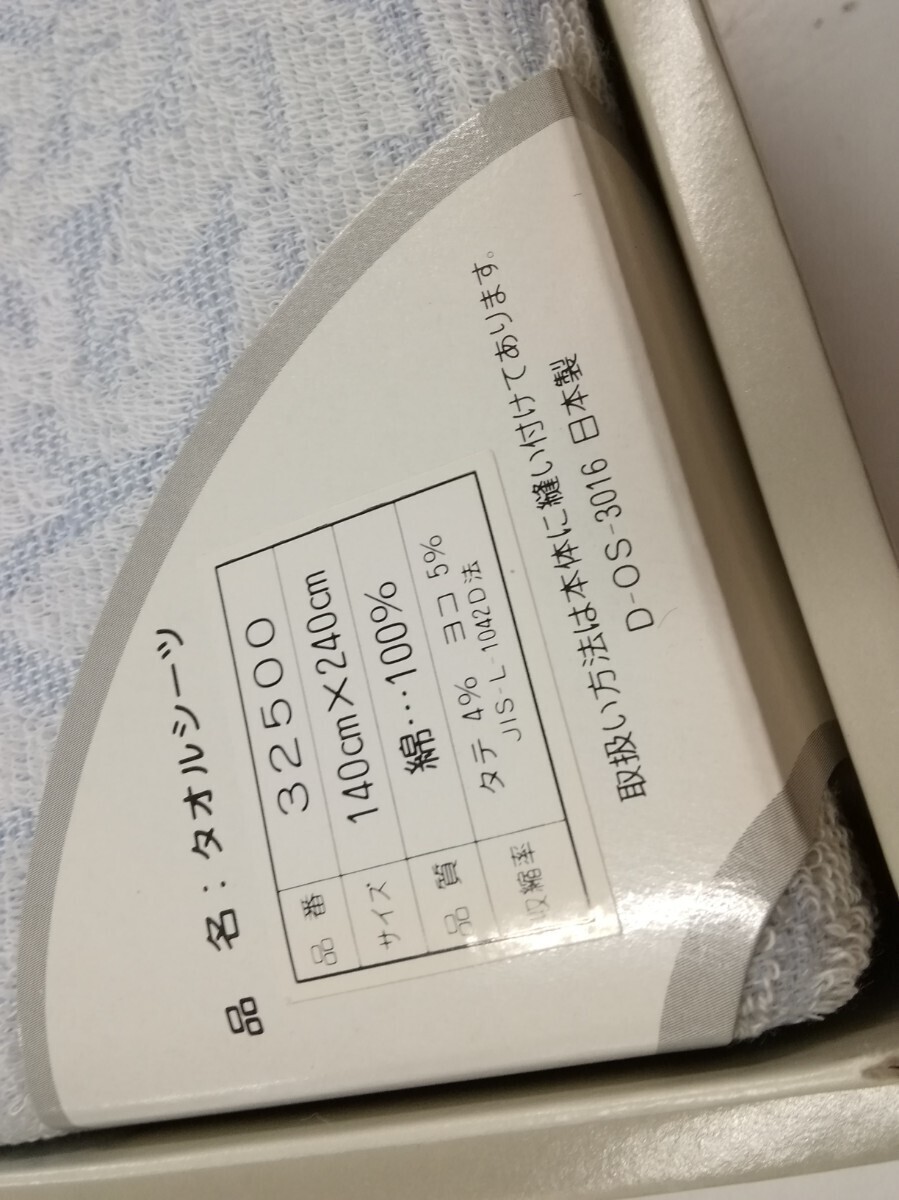 品 名：タオルシーツ
品 番 32500
サイズ 140cm×240cm
品 質 綿…100%
収縮率 タテ 4% ヨコ 5%
JIS-L-1042D法
取扱い方法は本体に縫い付けてあります。
D-OS-3016 日本製